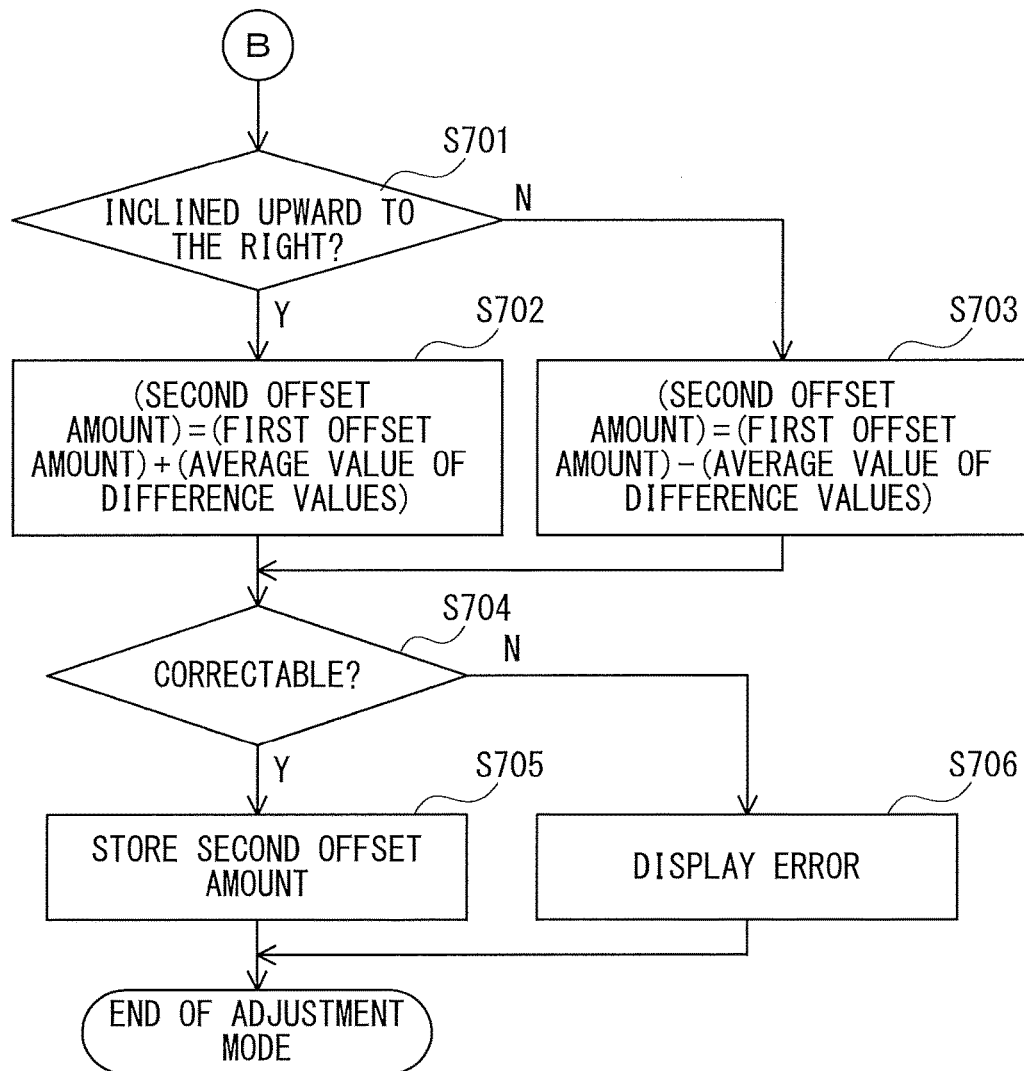 B
S701
INCLINED UPWARD TO
THE RIGHT?
N
Y
S702
(SECOND OFFSET
AMOUNT)=(FIRST OFFSET
AMOUNT)+(AVERAGE VALUE OF
DIFFERENCE VALUES)
S703
(SECOND OFFSET
AMOUNT)=(FIRST OFFSET
AMOUNT)-(AVERAGE VALUE OF
DIFFERENCE VALUES)
S704
CORRECTABLE?
N
Y
S705
STORE SECOND OFFSET
AMOUNT
S706
DISPLAY ERROR
END OF ADJUSTMENT
MODE